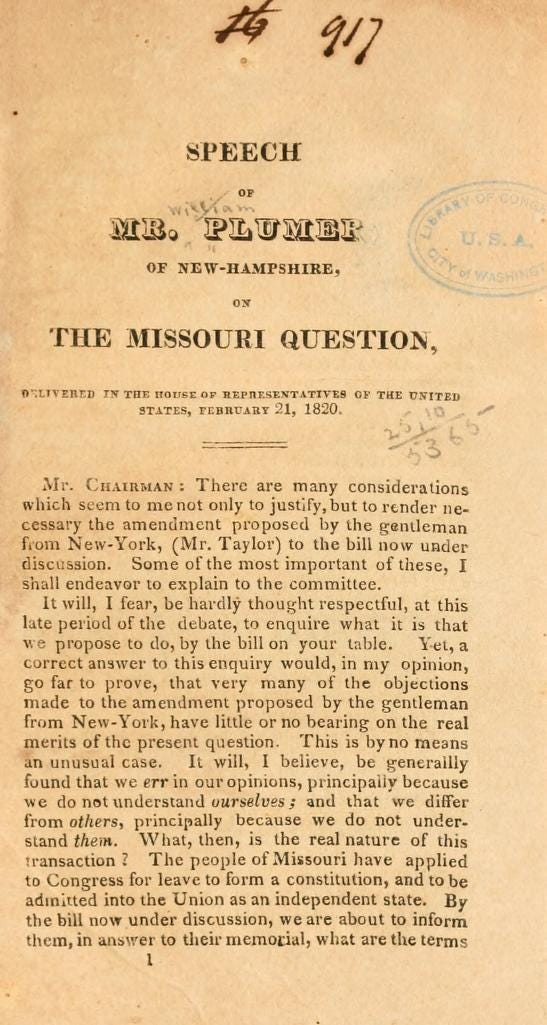 917
SPEECH
OF
william
MR. PLUMER
OF NEW-HAMPSHIRE,
ON
THE MISSOURI QUESTION,
LIBRARY OF CONGR
U. S. A.
CITY of WASHINGT
DELIVERED IN THE HOUSE OF REPRESENTATIVES OF THE UNITED
STATES, FEBRUARY 21, 1820.
Mr. CHAIRMAN: There are many considerations
which seem to me not only to justify, but to render ne-
cessary the amendment proposed by the gentleman
from New-York, (Mr. Taylor) to the bill now under
discussion. Some of the most important of these, I
shall endeavor to explain to the committee.
It will, I fear, be hardly thought respectful, at this
late period of the debate, to enquire what it is that
we propose to do, by the bill on your table. Yet, a
correct answer to this enquiry would, in my opinion,
go far to prove, that very many of the objections
made to the amendment proposed by the gentleman
from New-York, have little or no bearing on the real
merits of the present question. This is by no means
an unusual case. It will, I believe, be generailly
found that we err in our opinions, principally because
we do not understand ourselves; and that we differ
from others, principally because we do not under-
stand them. What, then, is the real nature of this
transaction? The people of Missouri have applied
to Congress for leave to form a constitution, and to be
admitted into the Union as an independent state. By
the bill now under discussion, we are about to inform
them, in answer to their memorial, what are the terms
1